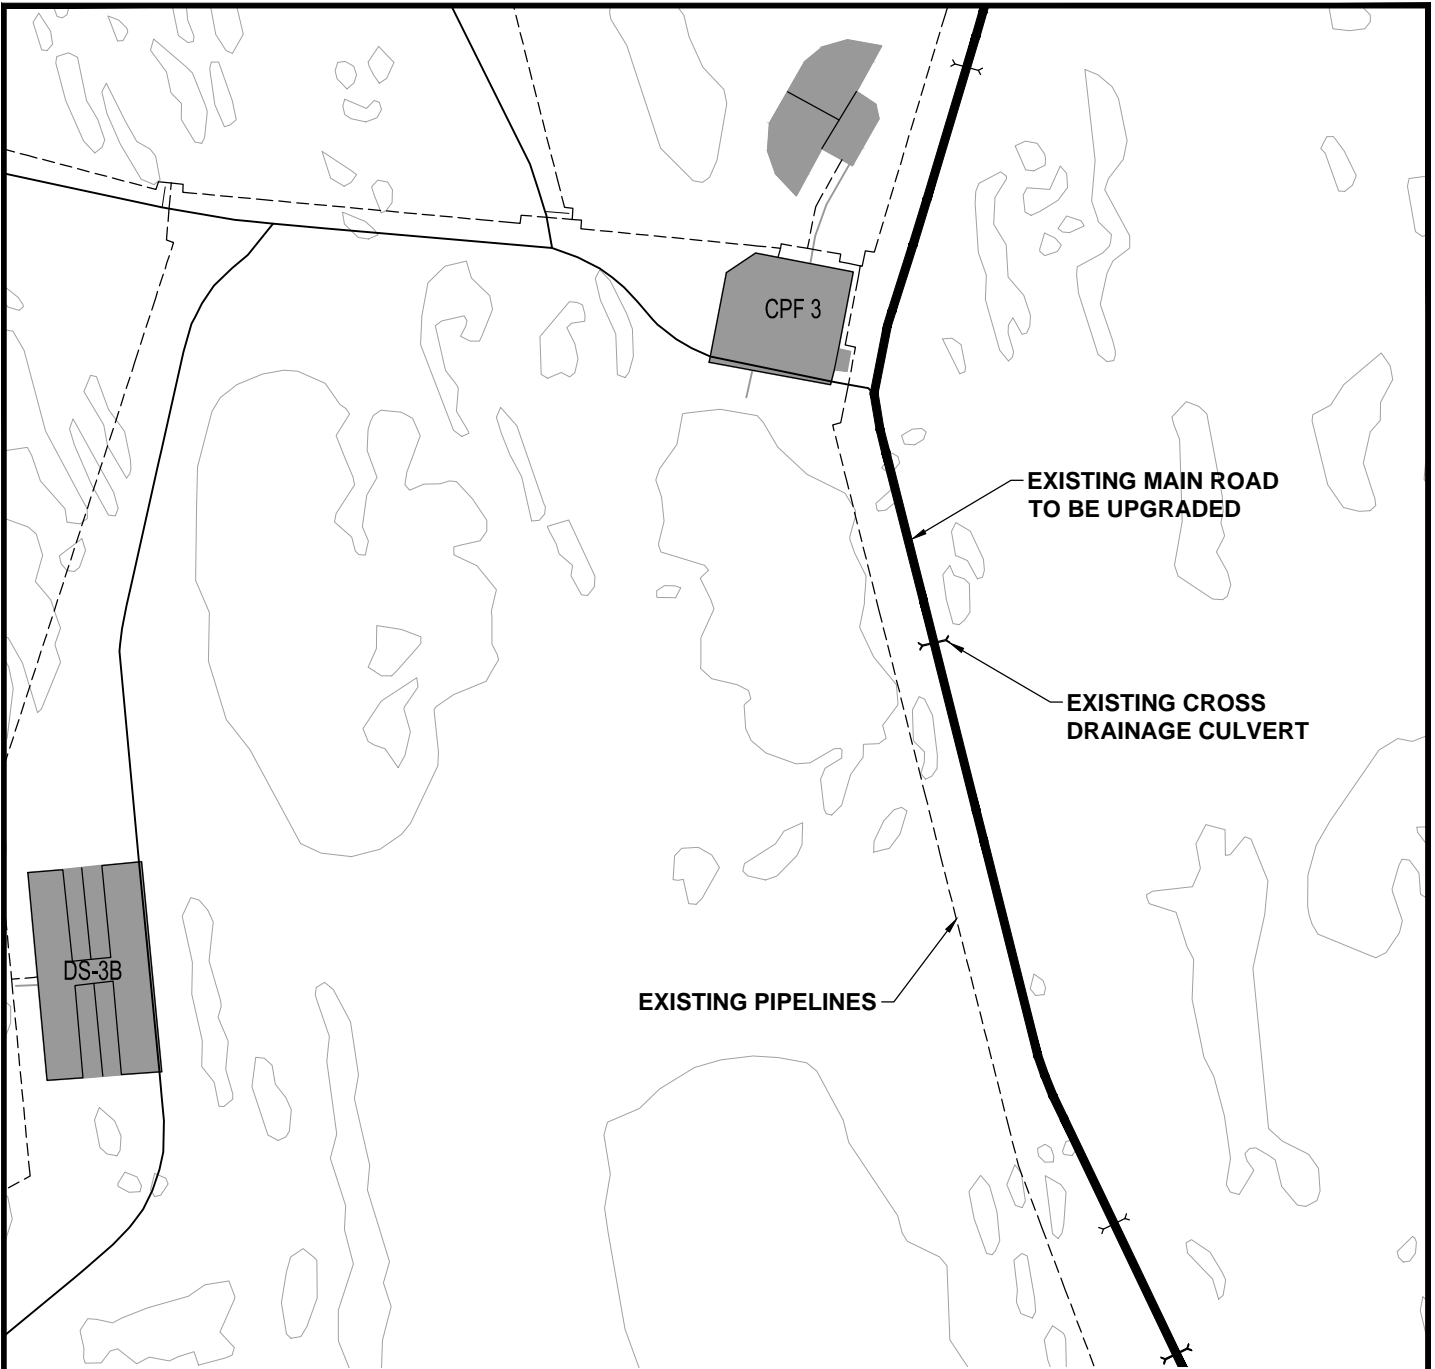 CPF 3
EXISTING MAIN ROAD
TO BE UPGRADED
EXISTING CROSS
DRAINAGE CULVERT
DS-3B
EXISTING PIPELINES